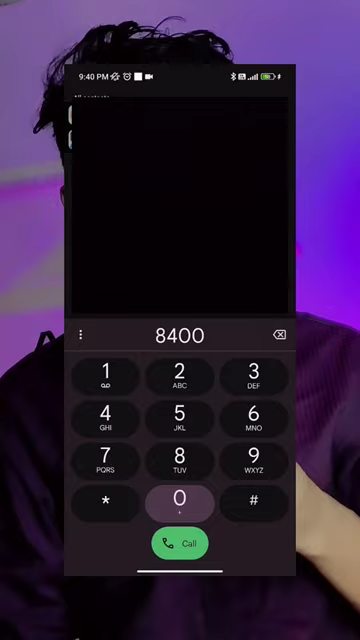 9:40 PM
8400
1
2 ABC
3 DEF
4 GHI
5 JKL
6 MNO
7 PQRS
8 TUV
9 WXYZ
*
0 +
#
Call